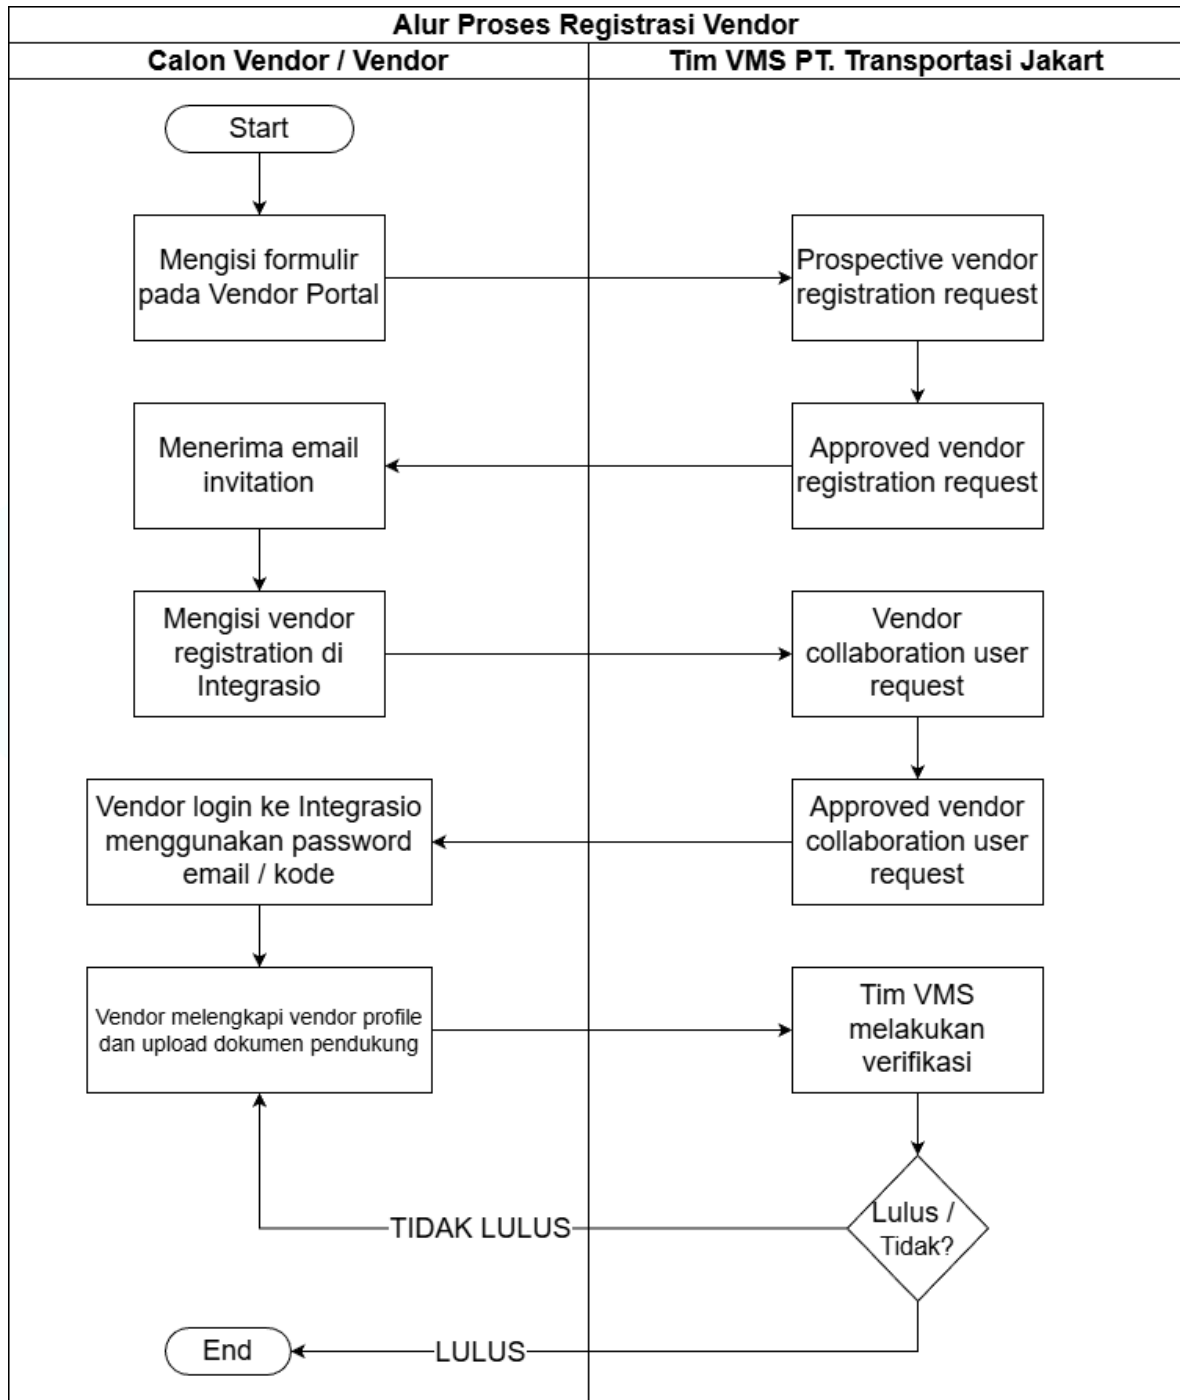 Alur Proses Registrasi Vendor
Calon Vendor / Vendor
Tim VMS PT. Transportasi Jakart
Start
Mengisi formulir
pada Vendor Portal
Prospective vendor
registration request
Menerima email
invitation
Approved vendor
registration request
Mengisi vendor
registration di
Integrasio
Vendor
collaboration user
request
Vendor login ke Integrasio
menggunakan password
email / kode
Approved vendor
collaboration user
request
Vendor melengkapi vendor profile
dan upload dokumen pendukung
Tim VMS
melakukan
verifikasi
Lulus /
Tidak?
TIDAK LULUS
End
LULUS